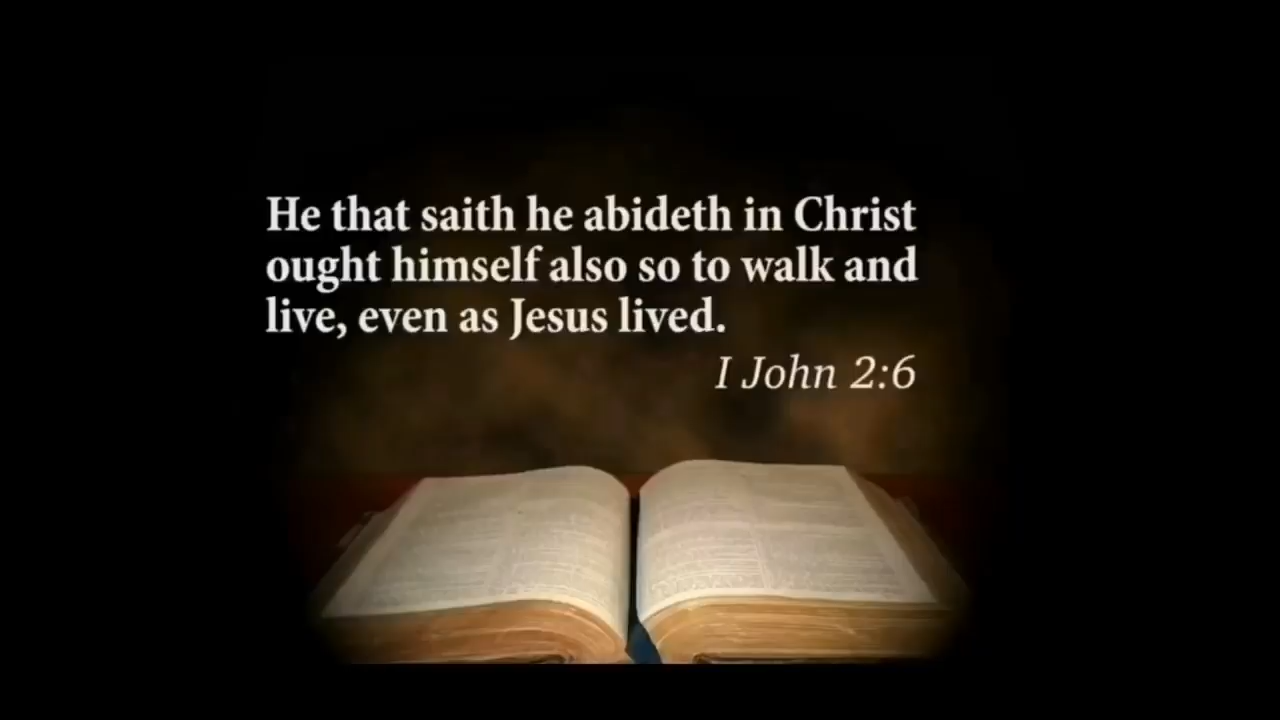 He that saith he abideth in Christ
ought himself also so to walk and
live, even as Jesus lived.
I John 2:6